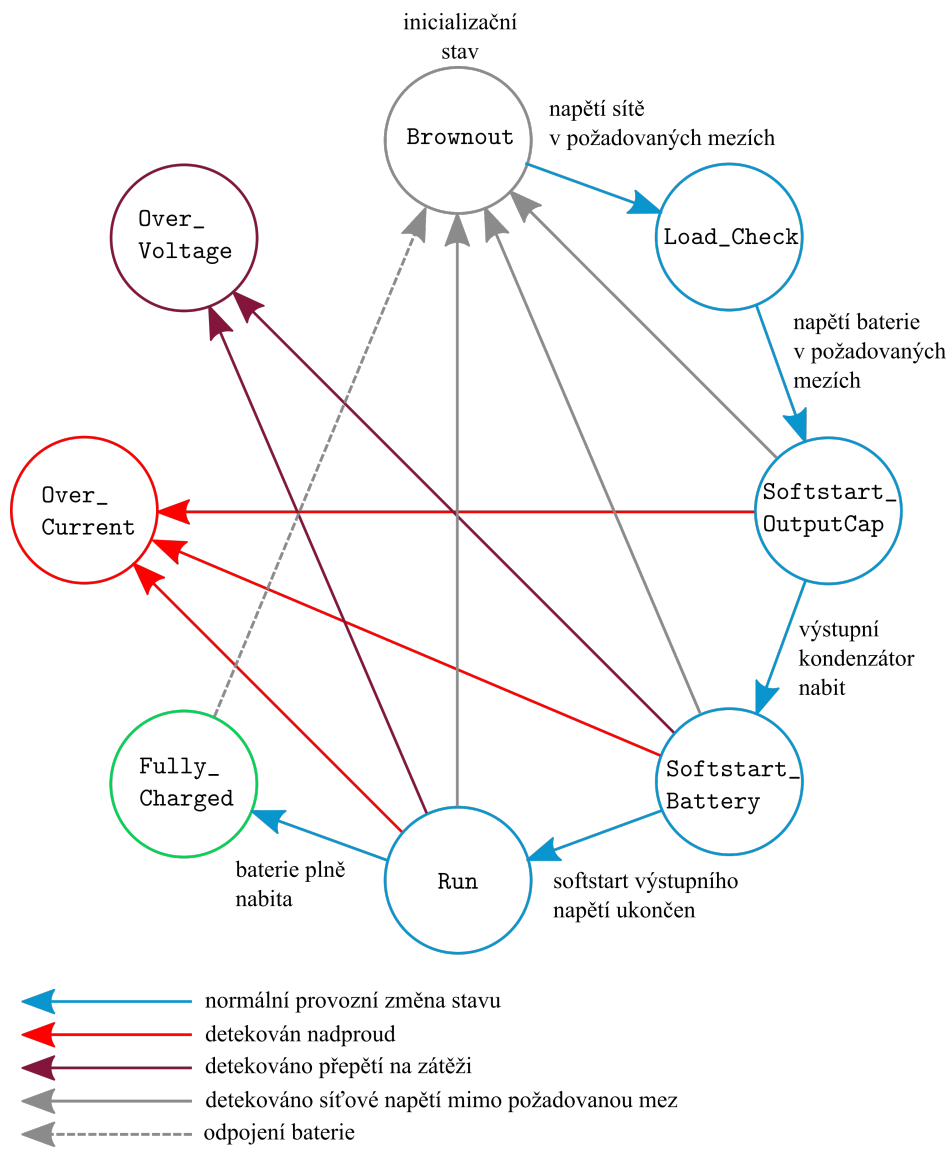 inicializační
stav
Brownout
napětí sítě
v požadovaných mezích
Over_
Voltage
Load_Check
napětí baterie
v požadovaných
mezích
Over_
Current
Softstart_
OutputCap
výstupní
kondenzátor
nabit
Fully_
Charged
Softstart_
Battery
baterie plně
nabita
Run
softstart výstupního
napětí ukončen
normální provozní změna stavu
detekován nadproud
detekováno přepětí na zátěži
detekováno síťové napětí mimo požadovanou mez
odpojení baterie